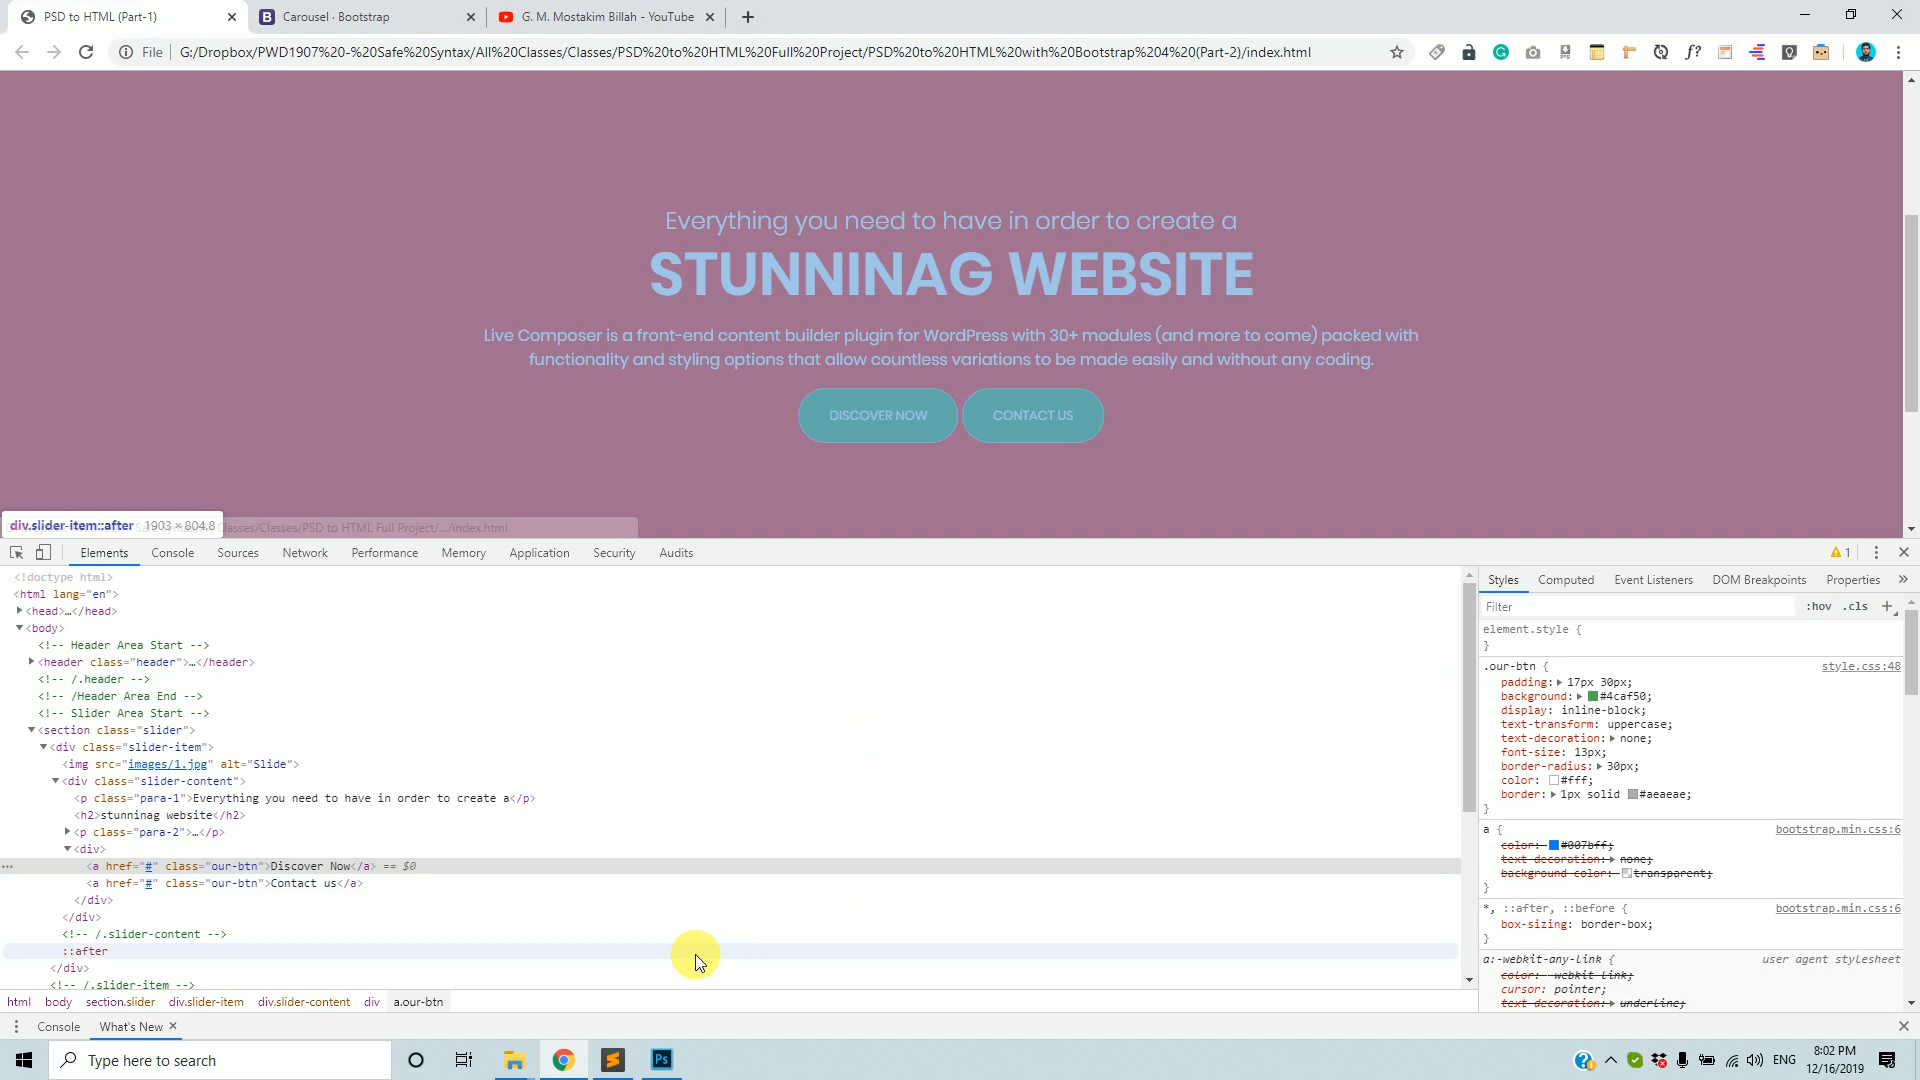 PSD to HTML (Part-1)
Carousel · Bootstrap
G. M. Mostakim Billah - YouTube
File
G:/Dropbox/PWD1907%20-%20Safe%20Syntax/All%20Classes/Classes/PSD%20to%20HTML%20Full%20Project/PSD%20to%20HTML%20with%20Bootstrap%204%20(Part-2)/index.html
Everything you need to have in order to create a
STUNNINAG WEBSITE
Live Composer is a front-end content builder plugin for WordPress with 30+ modules (and more to come) packed with
functionality and styling options that allow countless variations to be made easily and without any coding.
DISCOVER NOW CONTACT US
div.slider-item::after 1903 × 804.8
lasses/Classes/PSD to HTML Full Project/.../index.html
Elements Console Sources Network Performance Memory Application Security Audits 1
<!doctype html>
<html lang="en">
<head>…</head>
<body>
<!-- Header Area Start -->
<header class="header">…</header>
<!-- /.header -->
<!-- /Header Area End -->
<!-- Slider Area Start -->
<section class="slider">
<div class="slider-item">
<img src="images/1.jpg" alt="Slide">
<div class="slider-content">
<p class="para-1">Everything you need to have in order to create a</p>
<h2>stunninag website</h2>
<p class="para-2">…</p>
<div>
<a href="#" class="our-btn">Discover Now</a> == $0
<a href="#" class="our-btn">Contact us</a>
</div>
</div>
<!-- /.slider-content -->
::after
</div>
<!-- /.slider-item -->
html body section.slider div.slider-item div.slider-content div a.our-btn
Styles Computed Event Listeners DOM Breakpoints Properties »
Filter :hov .cls +
element.style {
}
.our-btn { style.css:48
padding: 17px 30px;
background: #4caf50;
display: inline-block;
text-transform: uppercase;
text-decoration: none;
font-size: 13px;
border-radius: 30px;
color: #fff;
border: 1px solid #aeaeae;
}
a { bootstrap.min.css:6
color: #007bff;
text-decoration: none;
background-color: transparent;
}
*, ::after, ::before { bootstrap.min.css:6
box-sizing: border-box;
}
a:-webkit-any-link { user agent stylesheet
color: -webkit-link;
cursor: pointer;
text-decoration: underline;
Console What's New
Type here to search
Ps
ENG
8:02 PM
12/16/2019